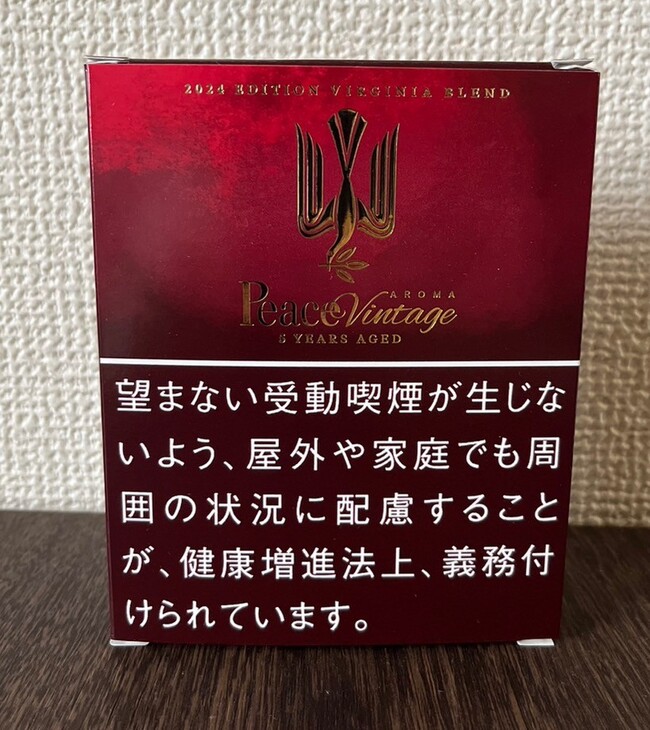 2024 EDITION VIRGINIA BLEND
AROMA
Peace Vintage
5 YEARS AGED
望まない受動喫煙が生じな
いよう、屋外や家庭でも周
囲の状況に配慮すること
が、健康増進法上、義務付
けられています。